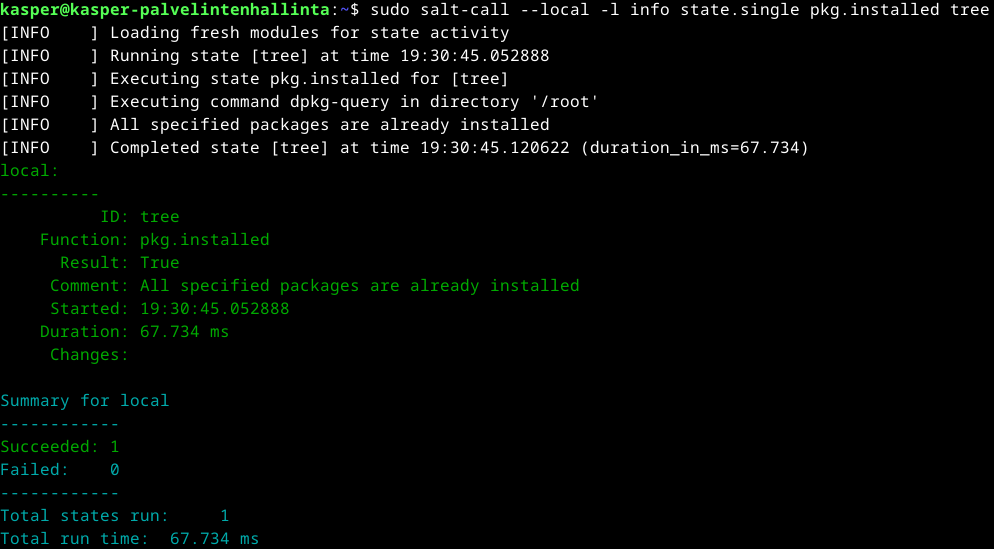 kasper@kasper-palvelintenhallinta:~$ sudo salt-call --local -l info state.single pkg.installed tree
[INFO    ] Loading fresh modules for state activity
[INFO    ] Running state [tree] at time 19:30:45.052888
[INFO    ] Executing state pkg.installed for [tree]
[INFO    ] Executing command dpkg-query in directory '/root'
[INFO    ] All specified packages are already installed
[INFO    ] Completed state [tree] at time 19:30:45.120622 (duration_in_ms=67.734)
local:
----------
          ID: tree
    Function: pkg.installed
      Result: True
     Comment: All specified packages are already installed
     Started: 19:30:45.052888
    Duration: 67.734 ms
     Changes:
Summary for local
------------
Succeeded: 1
Failed:    0
------------
Total states run:     1
Total run time:  67.734 ms